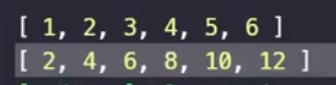 [ 1, 2, 3, 4, 5, 6 ]
[ 2, 4, 6, 8, 10, 12 ]